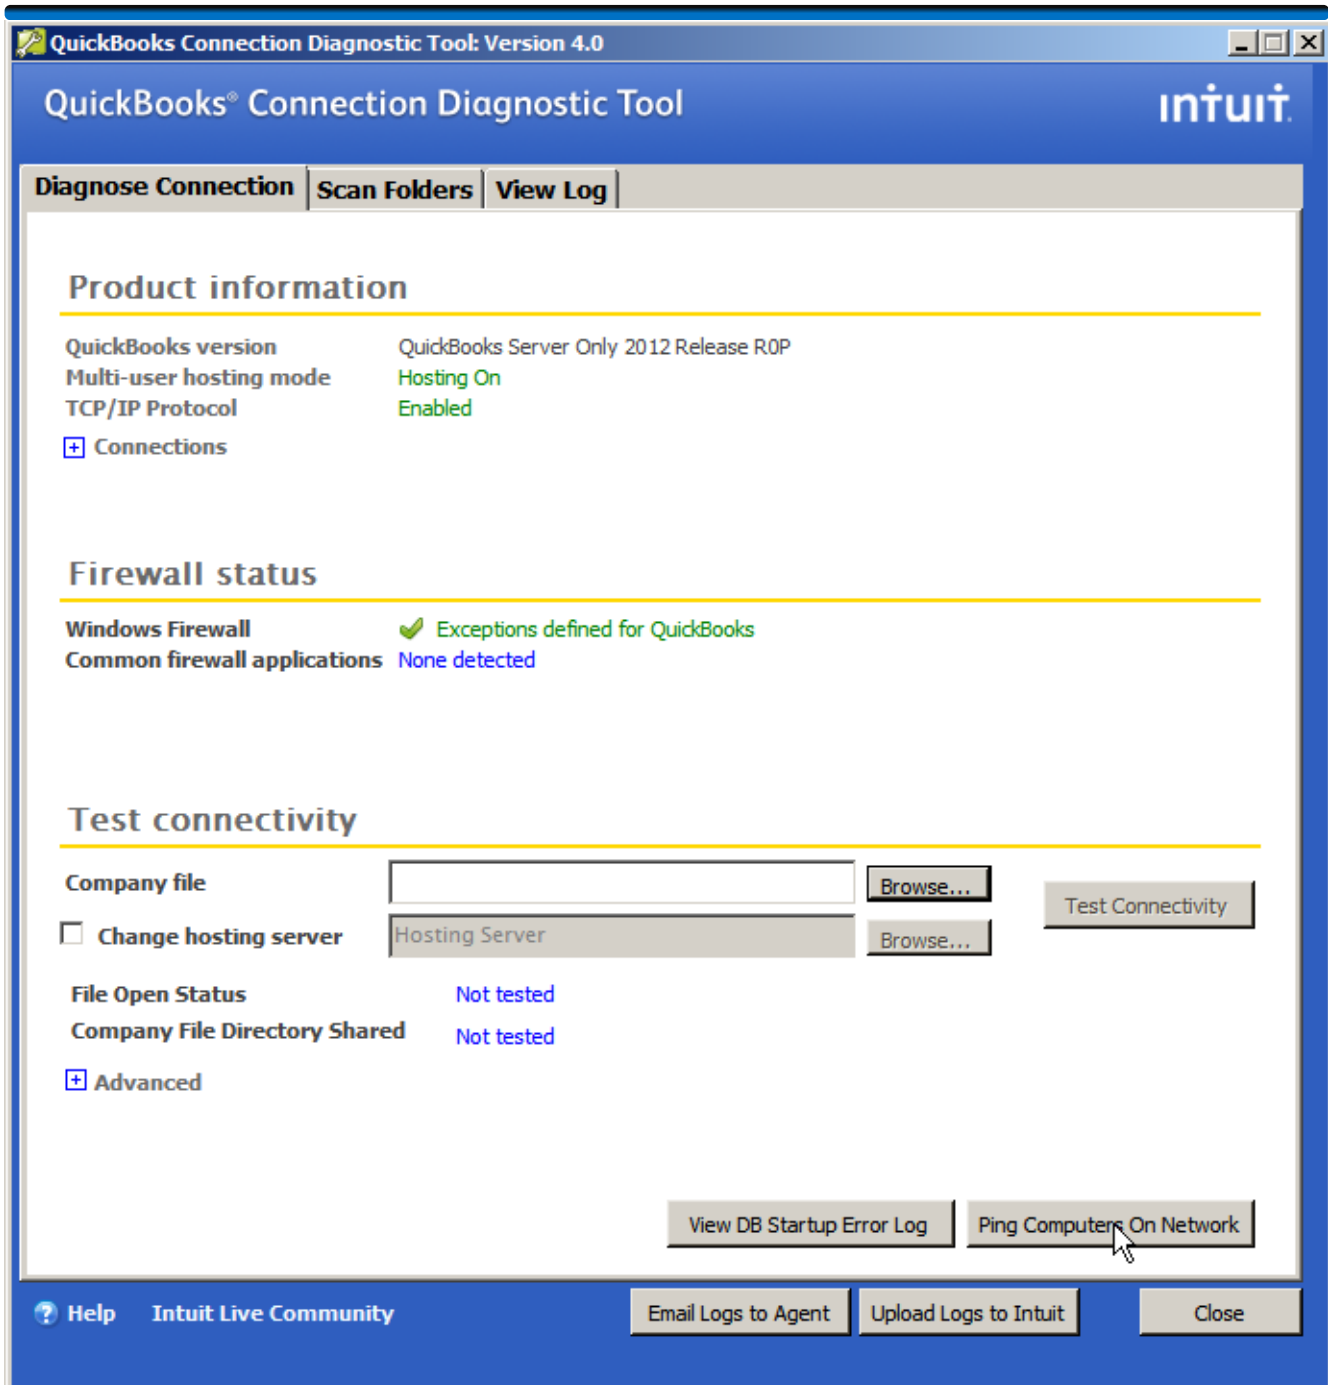 QuickBooks Connection Diagnostic Tool: Version 4.0
QuickBooks® Connection Diagnostic Tool
intuit.
Diagnose Connection Scan Folders View Log
Product information
QuickBooks version QuickBooks Server Only 2012 Release R0P
Multi-user hosting mode Hosting On
TCP/IP Protocol Enabled
Connections
Firewall status
Windows Firewall Exceptions defined for QuickBooks
Common firewall applications None detected
Test connectivity
Company file Browse... Test Connectivity
Change hosting server Hosting Server Browse...
File Open Status Not tested
Company File Directory Shared Not tested
Advanced
View DB Startup Error Log Ping Computers On Network
? Help Intuit Live Community Email Logs to Agent Upload Logs to Intuit Close